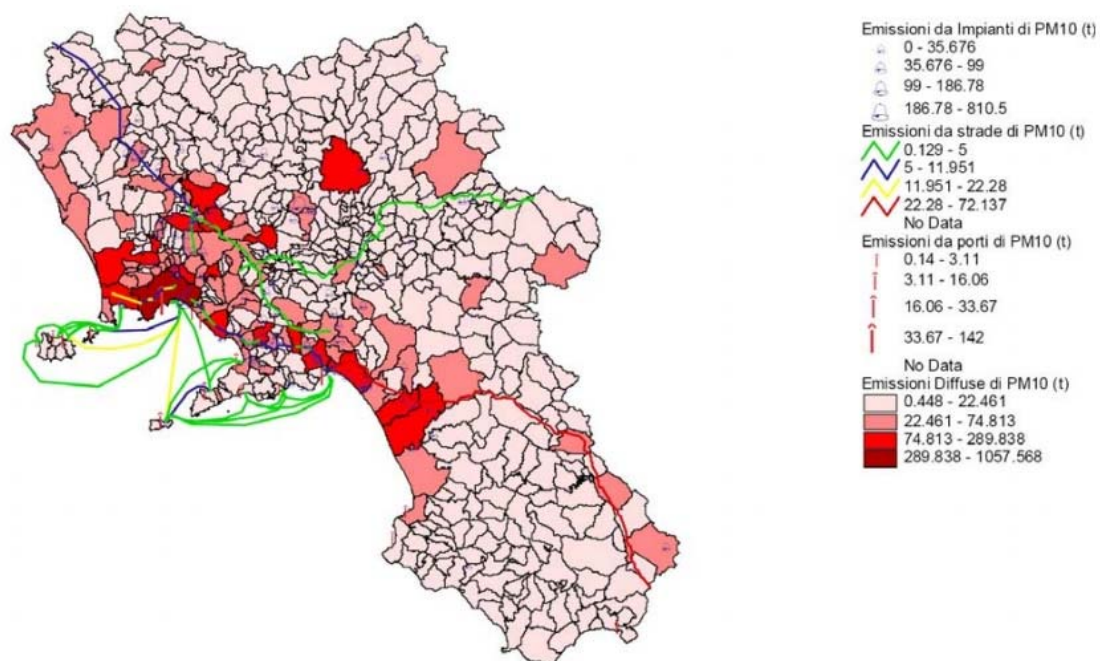 Emissioni da Impianti di PM10 (t)
0 - 35.676
35.676 - 99
99 - 186.78
186.78 - 810.5
Emissioni da strade di PM10 (t)
0.129 - 5
5 - 11.951
11.951 - 22.28
22.28 - 72.137
No Data
Emissioni da porti di PM10 (t)
0.14 - 3.11
3.11 - 16.06
16.06 - 33.67
33.67 - 142
No Data
Emissioni Diffuse di PM10 (t)
0.448 - 22.461
22.461 - 74.813
74.813 - 289.838
289.838 - 1057.568